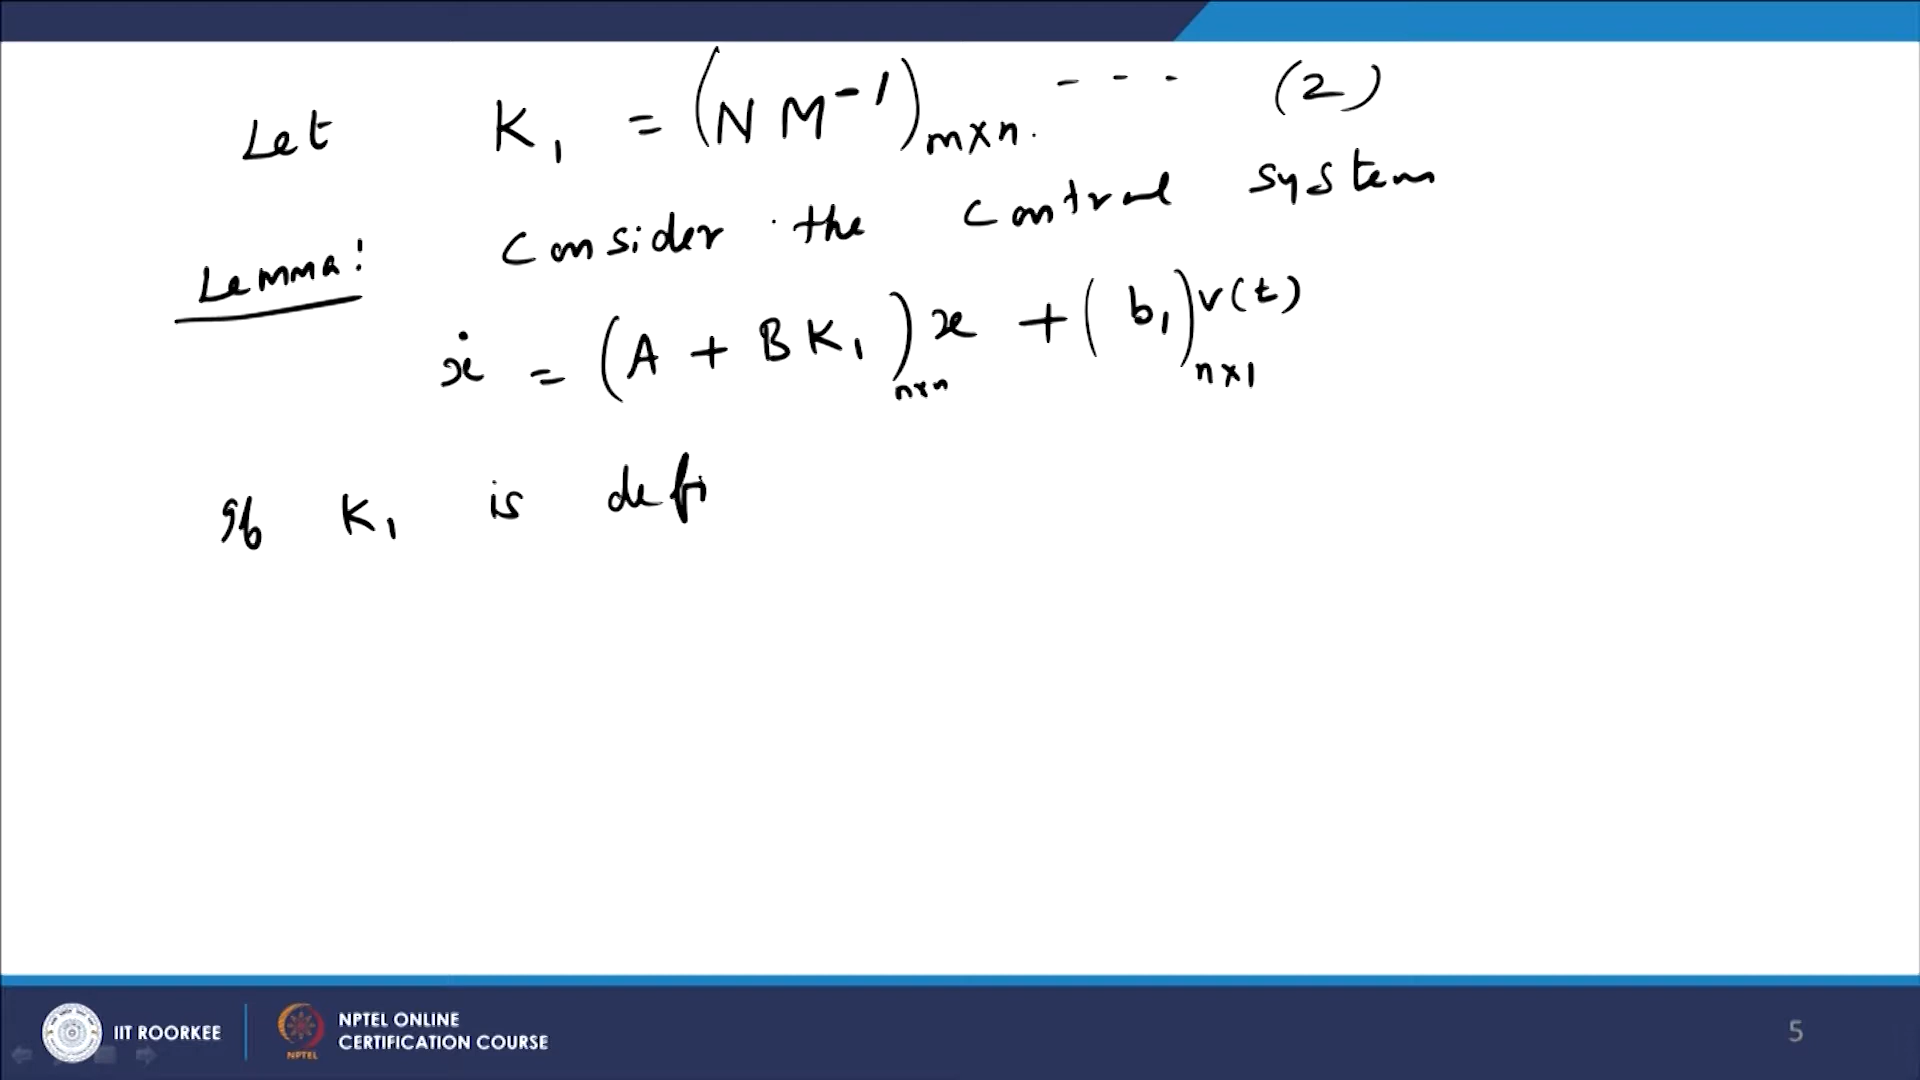 Let K₁ = (N M⁻¹)ₘₓₙ. - - - (2)
Lemma: Consider the control system
ẋ = (A + B K₁)ₙₓₙ x + (b₁)ₙₓ₁ v(t)
If K₁ is defi
IIT ROORKEE
NPTEL
NPTEL ONLINE
CERTIFICATION COURSE
5